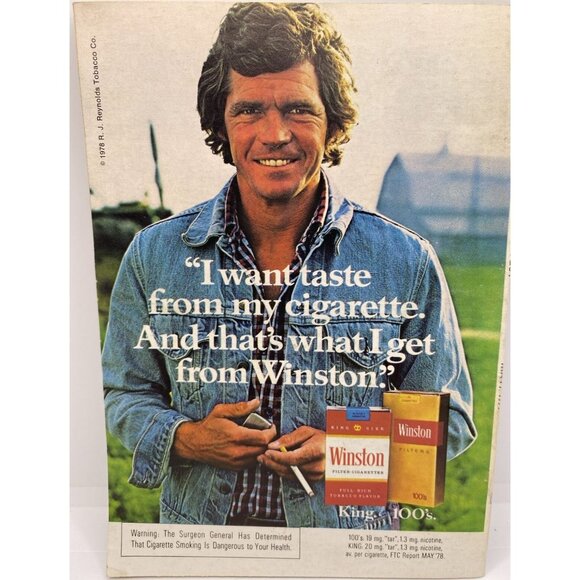 © 1978 R. J. Reynolds Tobacco Co.
“I want taste
from my cigarette.
And that’s what I get
from Winston.”
KING SIZE
Winston
FILTER·CIGARETTES
FULL·RICH
TOBACCO FLAVOR
Winston
FILTERS
100's
King. 100’s.
Warning: The Surgeon General Has Determined
That Cigarette Smoking Is Dangerous to Your Health.
100's: 19 mg. "tar", 1.3 mg. nicotine,
KING: 20 mg. "tar", 1.3 mg. nicotine,
av. per cigarette, FTC Report MAY '78.